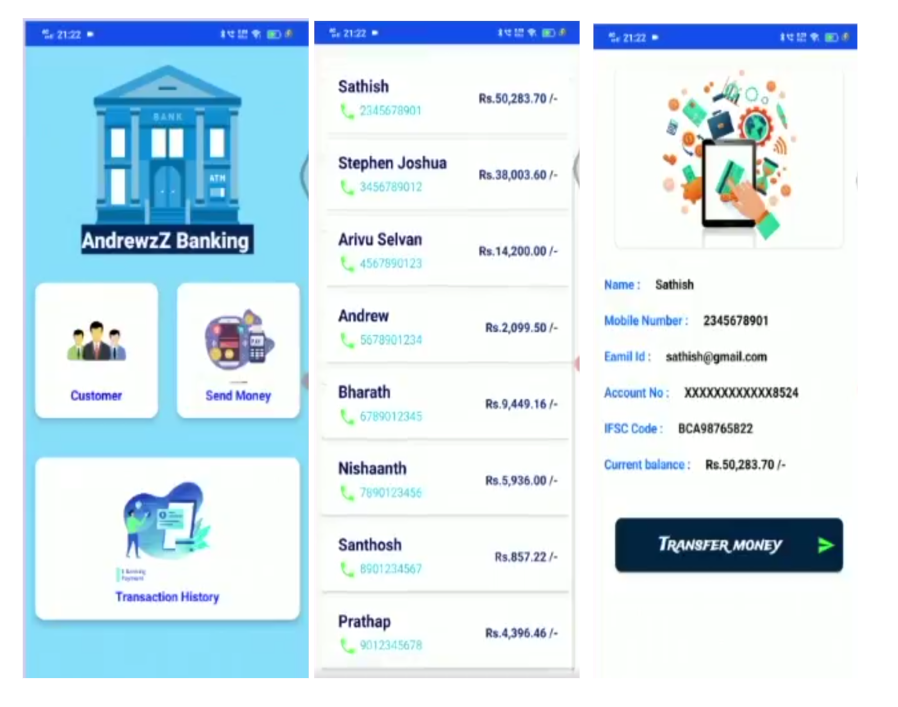 21:22
BANK
ATM
AndrewzZ Banking
Customer
Send Money
E Banking
Payment
Transaction History
21:22
Sathish
2345678901
Rs.50,283.70 /-
Stephen Joshua
3456789012
Rs.38,003.60 /-
Arivu Selvan
4567890123
Rs.14,200.00 /-
Andrew
5678901234
Rs.2,099.50 /-
Bharath
6789012345
Rs.9,449.16 /-
Nishaanth
7890123456
Rs.5,936.00 /-
Santhosh
8901234567
Rs.857.22 /-
Prathap
9012345678
Rs.4,396.46 /-
21:22
Name : Sathish
Mobile Number : 2345678901
Eamil Id : sathish@gmail.com
Account No : XXXXXXXXXXXX8524
IFSC Code : BCA98765822
Current balance : Rs.50,283.70 /-
TRANSFER MONEY